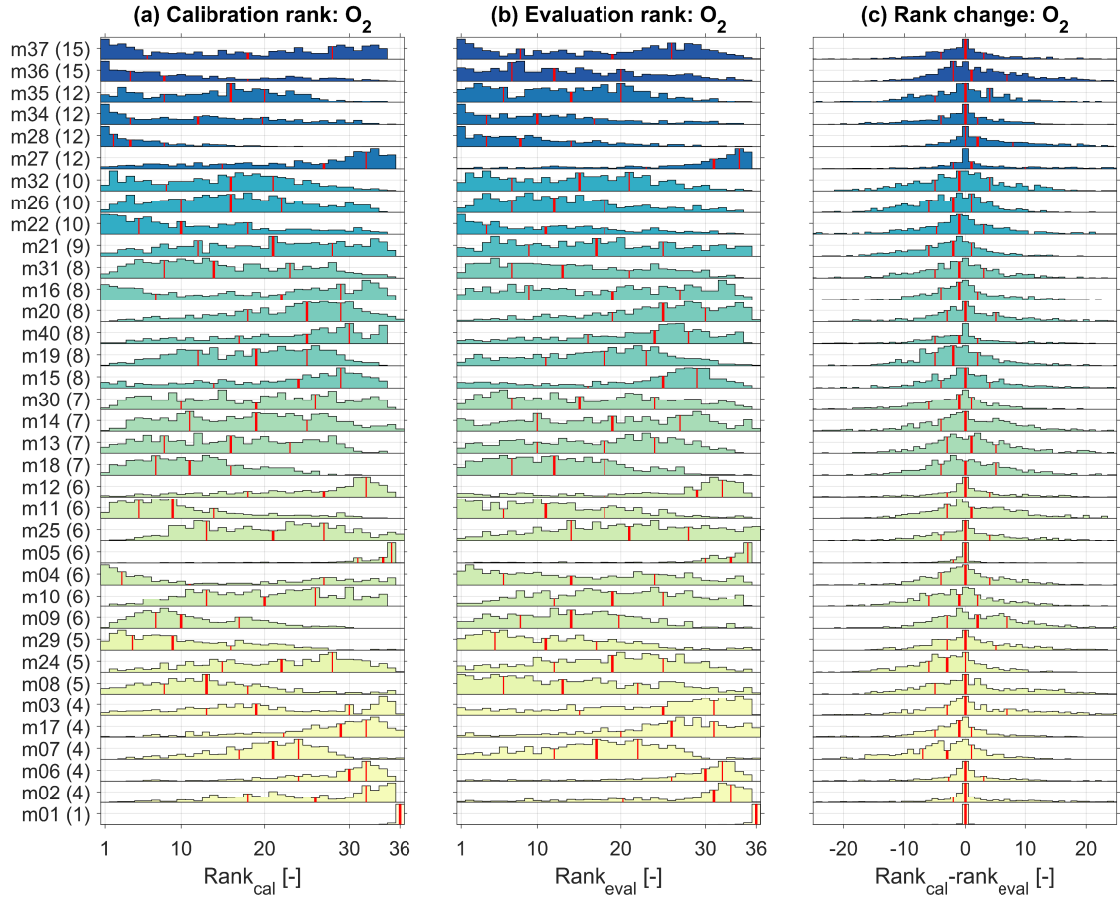 (a) Calibration rank: O2
(b) Evaluation rank: O2
(c) Rank change: O2
m37 (15)
m36 (15)
m35 (12)
m34 (12)
m28 (12)
m27 (12)
m32 (10)
m26 (10)
m22 (10)
m21 (9)
m31 (8)
m16 (8)
m20 (8)
m40 (8)
m19 (8)
m15 (8)
m30 (7)
m14 (7)
m13 (7)
m18 (7)
m12 (6)
m11 (6)
m25 (6)
m05 (6)
m04 (6)
m10 (6)
m09 (6)
m29 (5)
m24 (5)
m08 (5)
m03 (4)
m17 (4)
m07 (4)
m06 (4)
m02 (4)
m01 (1)
1 10 20 30 36
1 10 20 30 36
-20 -10 0 10 20
Rankcal [-]
Rankeval [-]
Rankcal-rankeval [-]